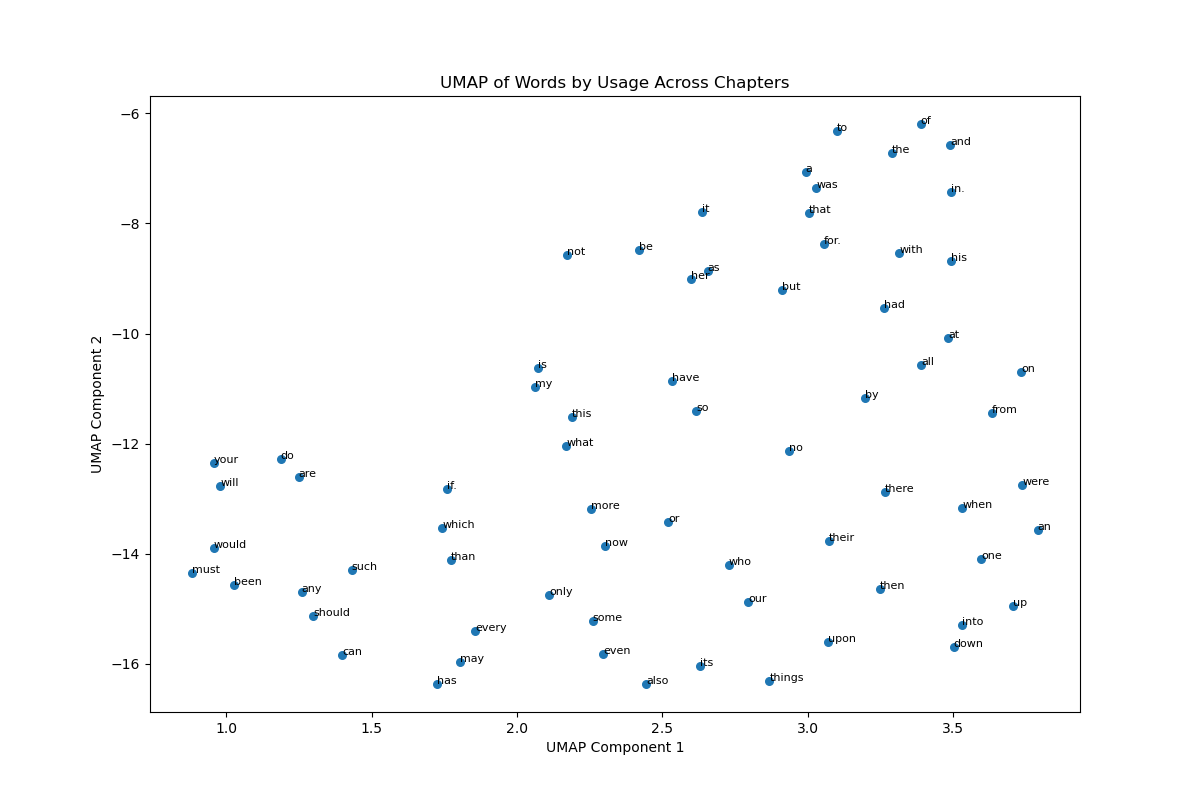 UMAP of Words by Usage Across Chapters
−6
of
to
and
the
a
was
in.
−8
it
that
for.
not
be
with
his
as
her
but
had
−10
at
all
is
on
my
have
by
from
this
so
−12
what
no
your
do
are
will
if.
were
there
more
when
which
or
an
−14
would
now
their
than
one
must
such
who
been
any
only
then
our
up
should
some
into
every
upon
down
can
even
−16
may
its
has
also
things
1.0
1.5
2.0
2.5
3.0
3.5
UMAP Component 1
UMAP Component 2